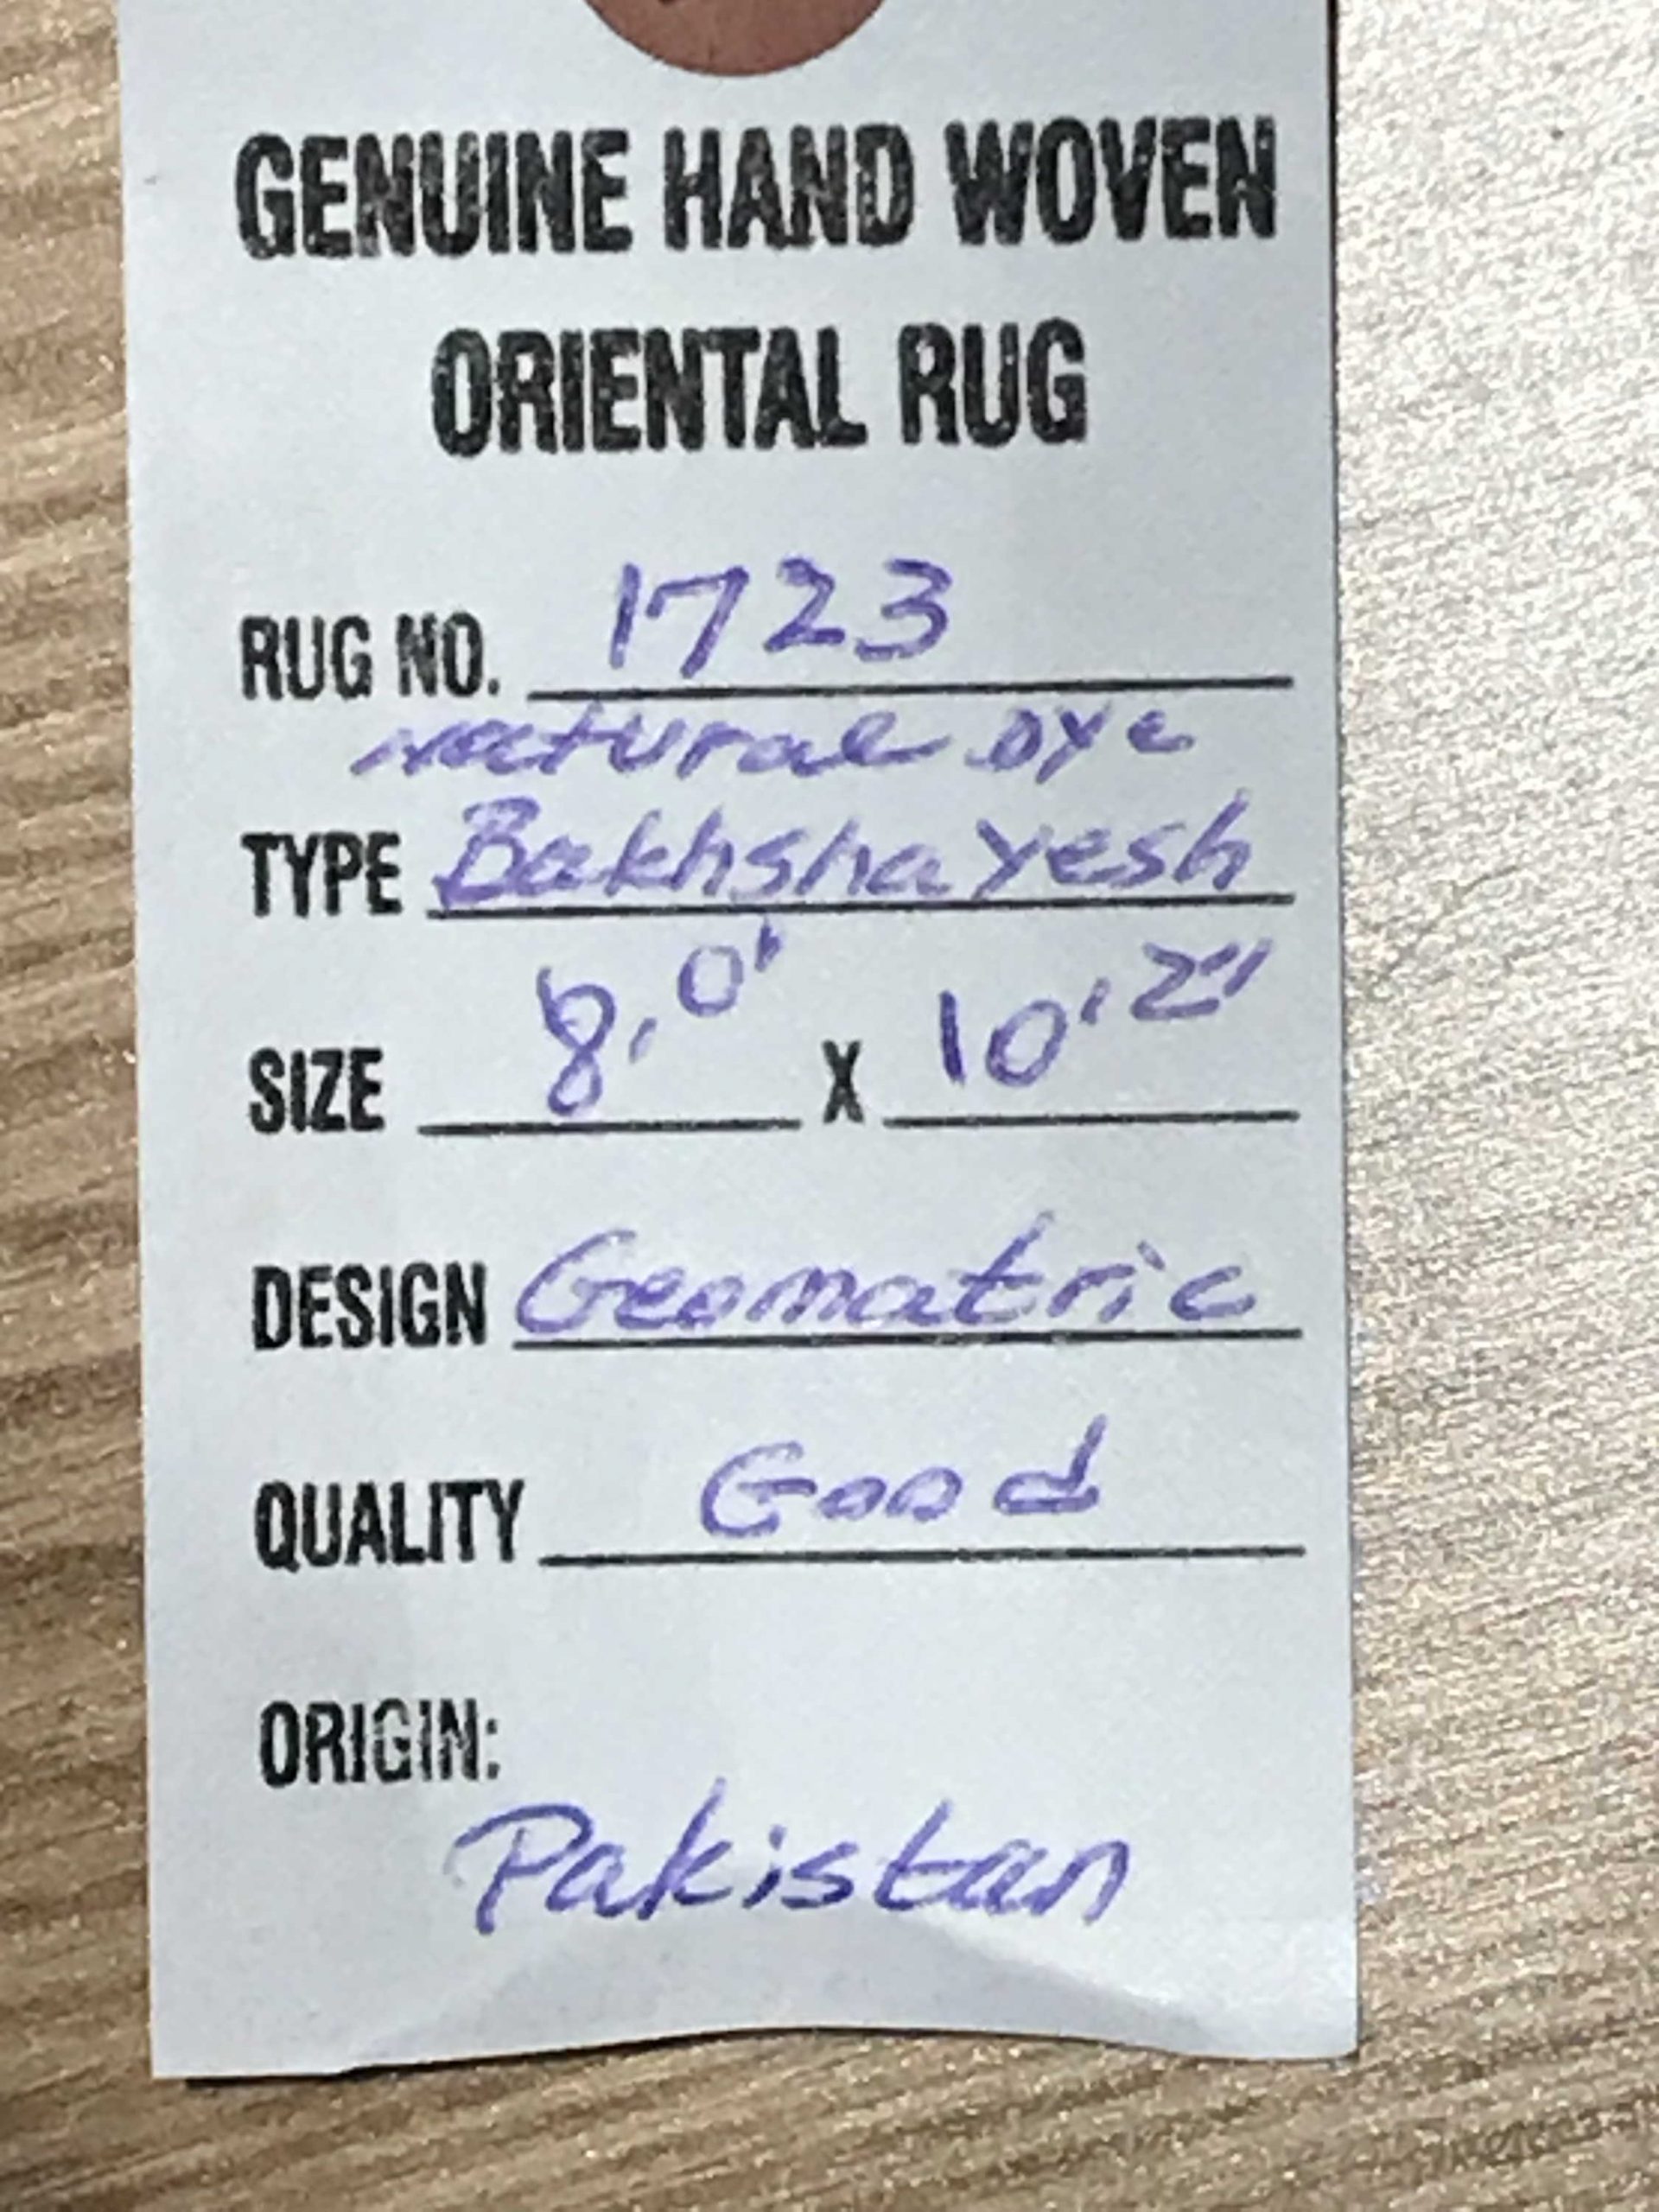 GENUINE HAND WOVEN
ORIENTAL RUG
RUG NO. 1723
natural Dye
TYPE Bakhshayesh
SIZE 8,0' X 10'2"
DESIGN Geomatric
QUALITY Good
ORIGIN:
Pakistan